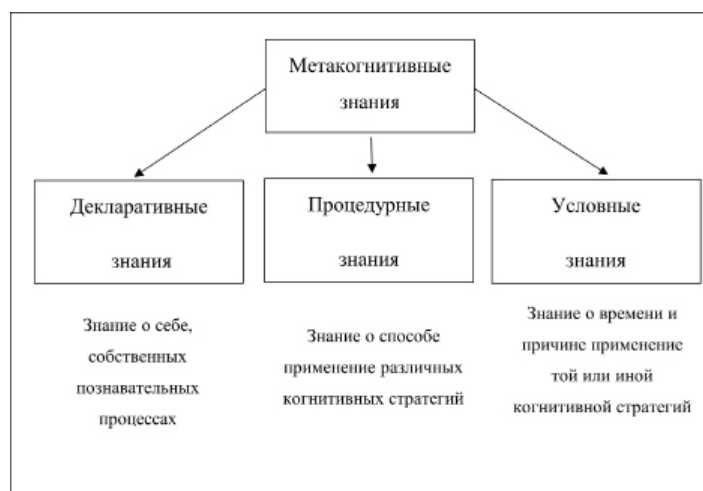 Метакогнитивные
знания
Декларативные
знания
Процедурные
знания
Условные
знания
Знание о себе,
собственных
познавательных
процессах
Знание о способе
применение различных
когнитивных стратегий
Знание о времени и
причине применение
той или иной
когнитивной стратегий